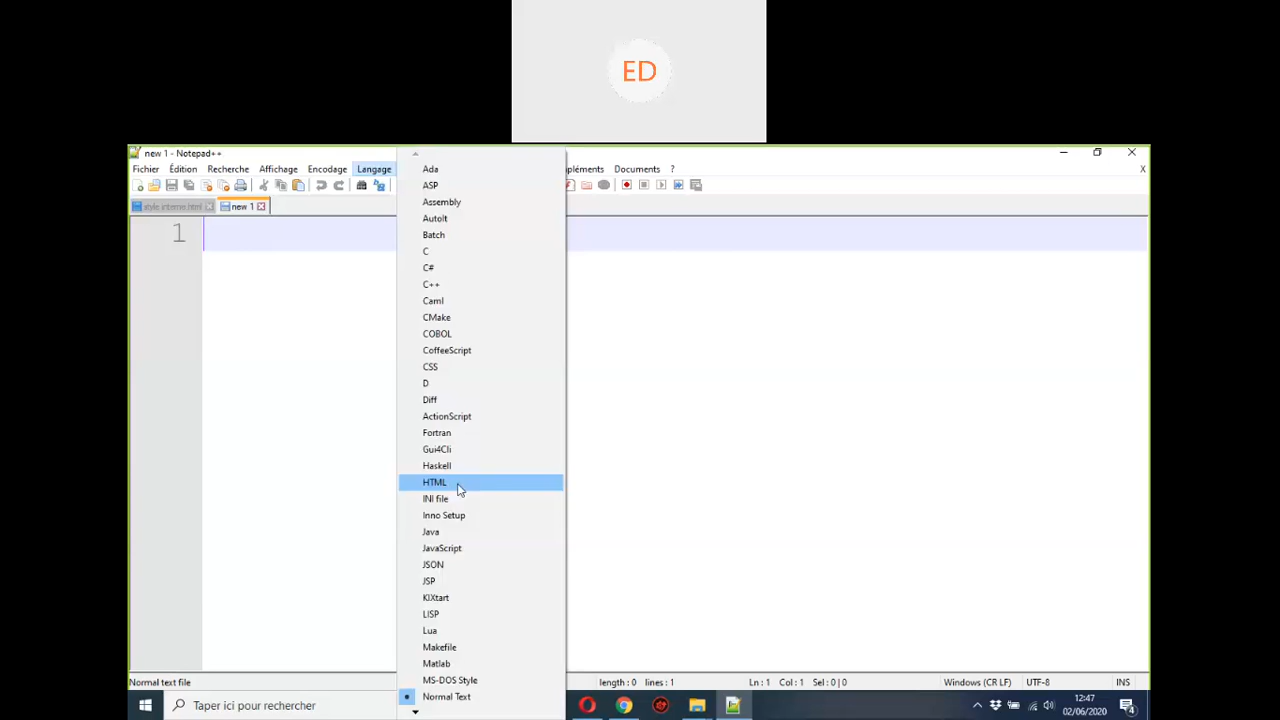 ED
new 1 - Notepad++
Fichier Édition Recherche Affichage Encodage Langage pléments Documents ? X
style interno.html new 1
1
Ada
ASP
Assembly
AutoIt
Batch
C
C#
C++
Caml
CMake
COBOL
CoffeeScript
CSS
D
Diff
ActionScript
Fortran
Gui4Cli
Haskell
HTML
INI file
Inno Setup
Java
JavaScript
JSON
JSP
KIXtart
LISP
Lua
Makefile
Matlab
MS-DOS Style
Normal Text
Normal text file length : 0 lines : 1 Ln : 1 Col : 1 Sel : 0 | 0 Windows (CR LF) UTF-8 INS
Taper ici pour rechercher
12:47
02/06/2020
4